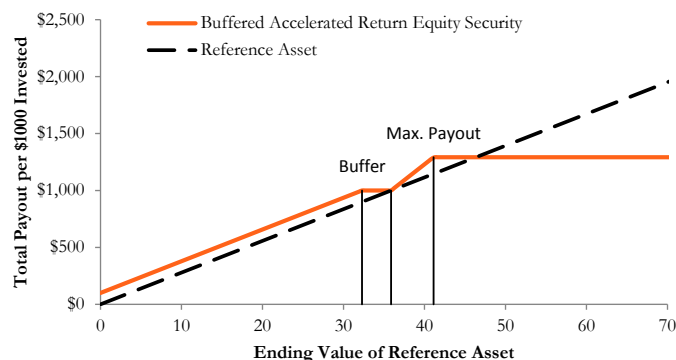 Buffered Accelerated Return Equity Security
Reference Asset
Total Payout per $1000 Invested
$2,500
$2,000
$1,500
$1,000
$500
$0
Max. Payout
Buffer
0 10 20 30 40 50 60 70
Ending Value of Reference Asset